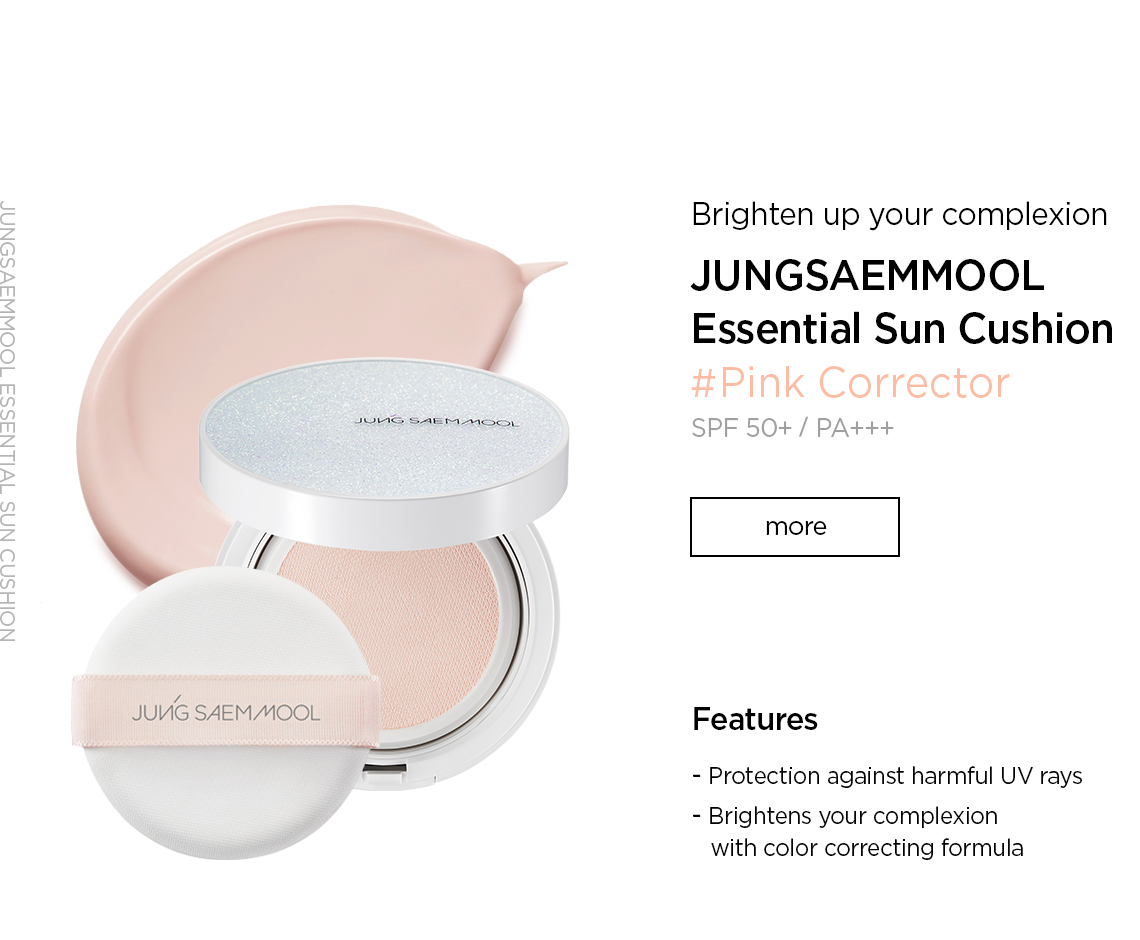 JUNGSAEMMOOL ESSENTIAL SUN CUSHION
Brighten up your complexion
JUNGSAEMMOOL
Essential Sun Cushion
#Pink Corrector
SPF 50+ / PA+++
more
JUNG SAEMMOOL
JUNG SAEMMOOL
Features
- Protection against harmful UV rays
- Brightens your complexion
with color correcting formula